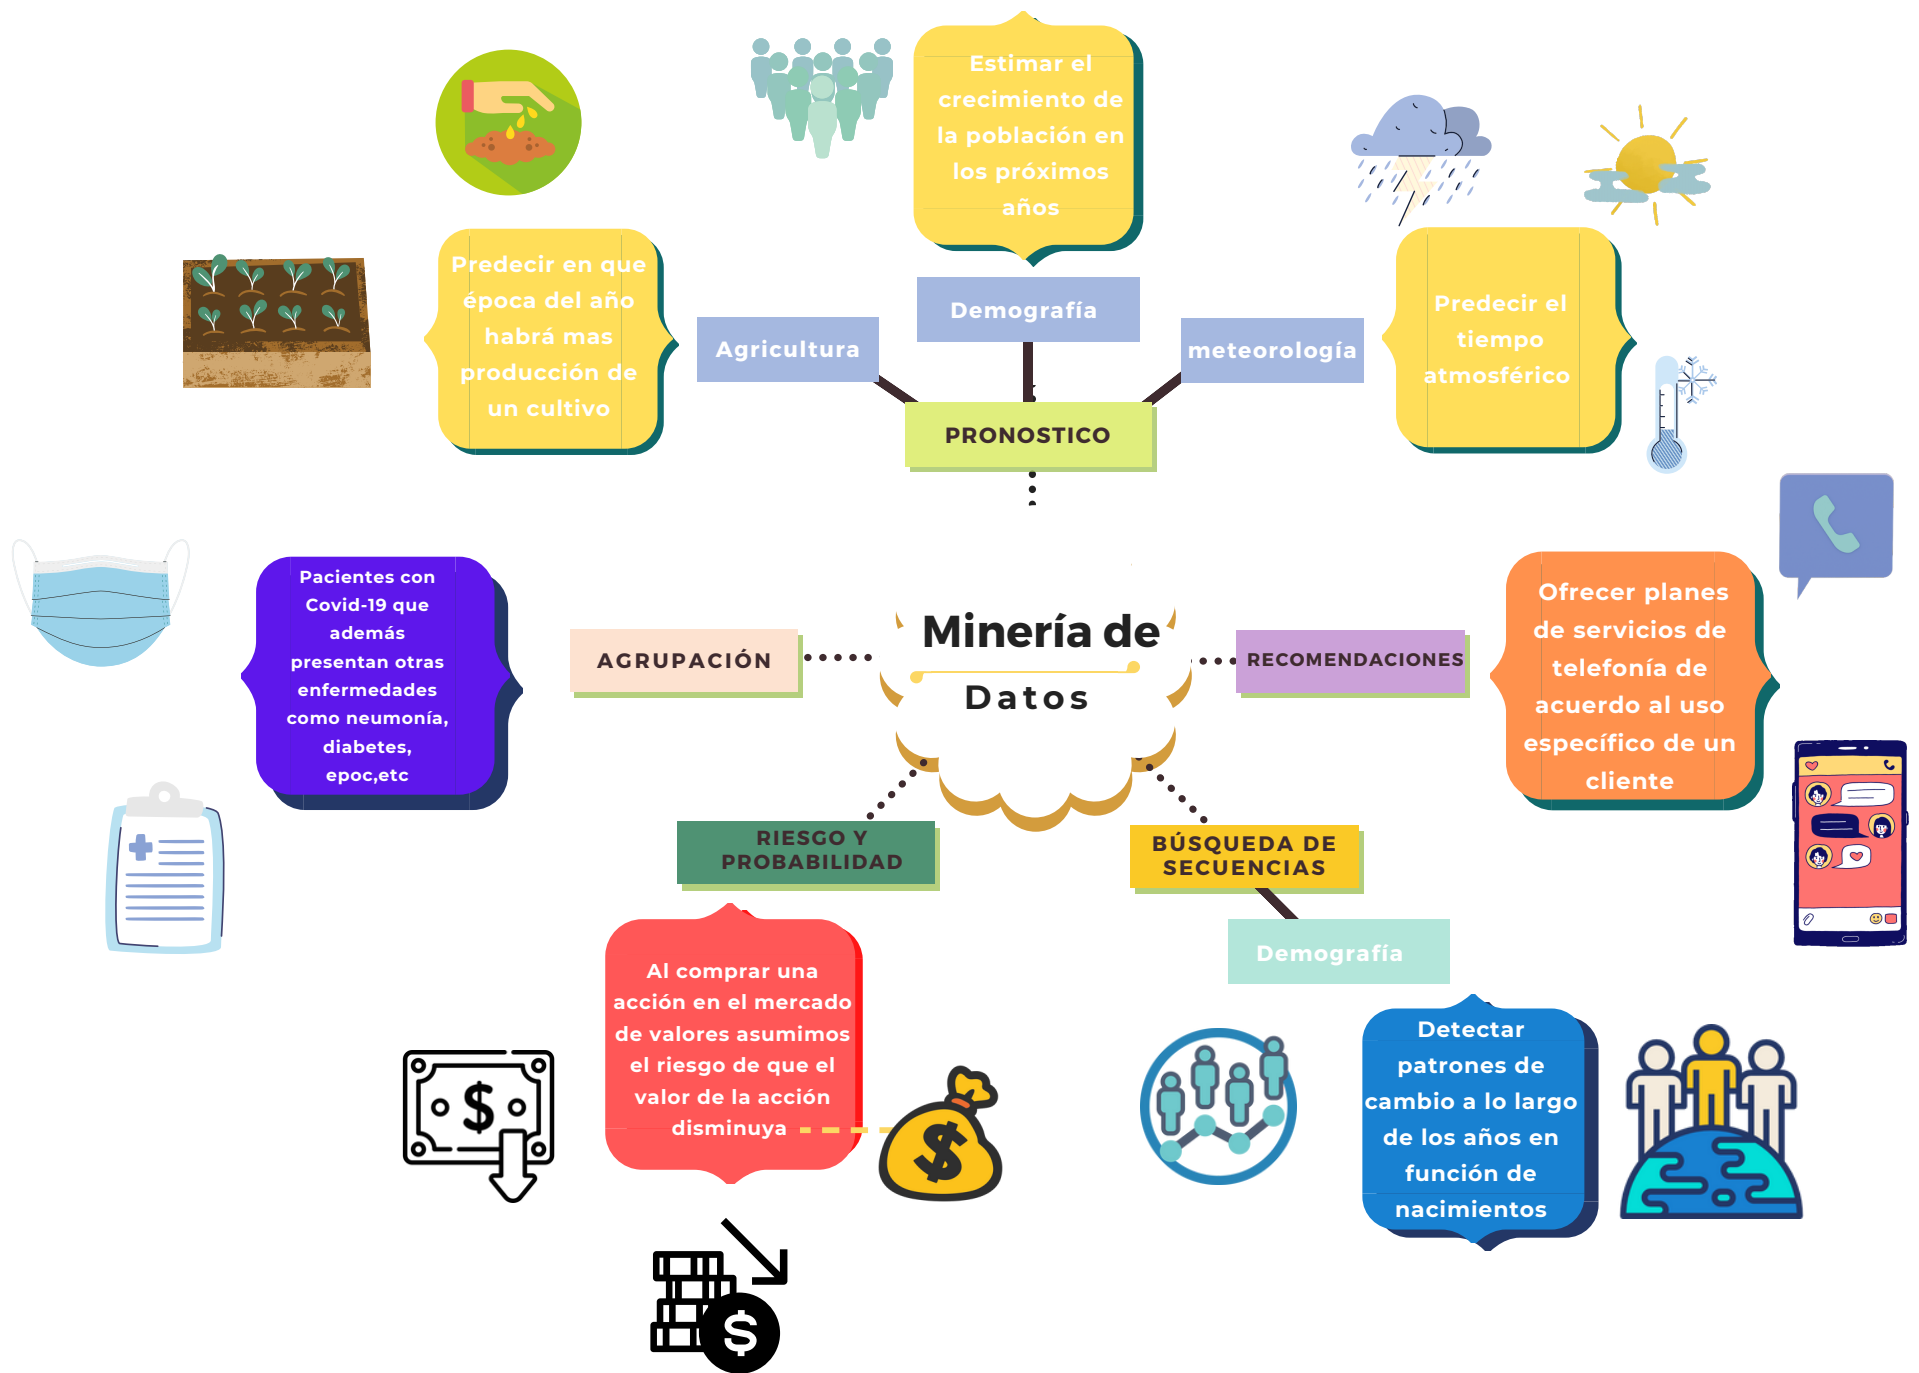 Estimar el
crecimiento de
la población en
los próximos
años
Predecir en que
época del año
habrá mas
producción de
un cultivo
Agricultura
Demografía
meteorología
Predecir el
tiempo
atmosférico
PRONOSTICO
Pacientes con
Covid-19 que
además
presentan otras
enfermedades
como neumonía,
diabetes,
epoc,etc
AGRUPACIÓN
Minería de
Datos
RECOMENDACIONES
Ofrecer planes
de servicios de
telefonía de
acuerdo al uso
específico de un
cliente
RIESGO Y
PROBABILIDAD
Al comprar una
acción en el mercado
de valores asumimos
el riesgo de que el
valor de la acción
disminuya
BÚSQUEDA DE
SECUENCIAS
Demografía
Detectar
patrones de
cambio a lo largo
de los años en
función de
nacimientos
$
$
$